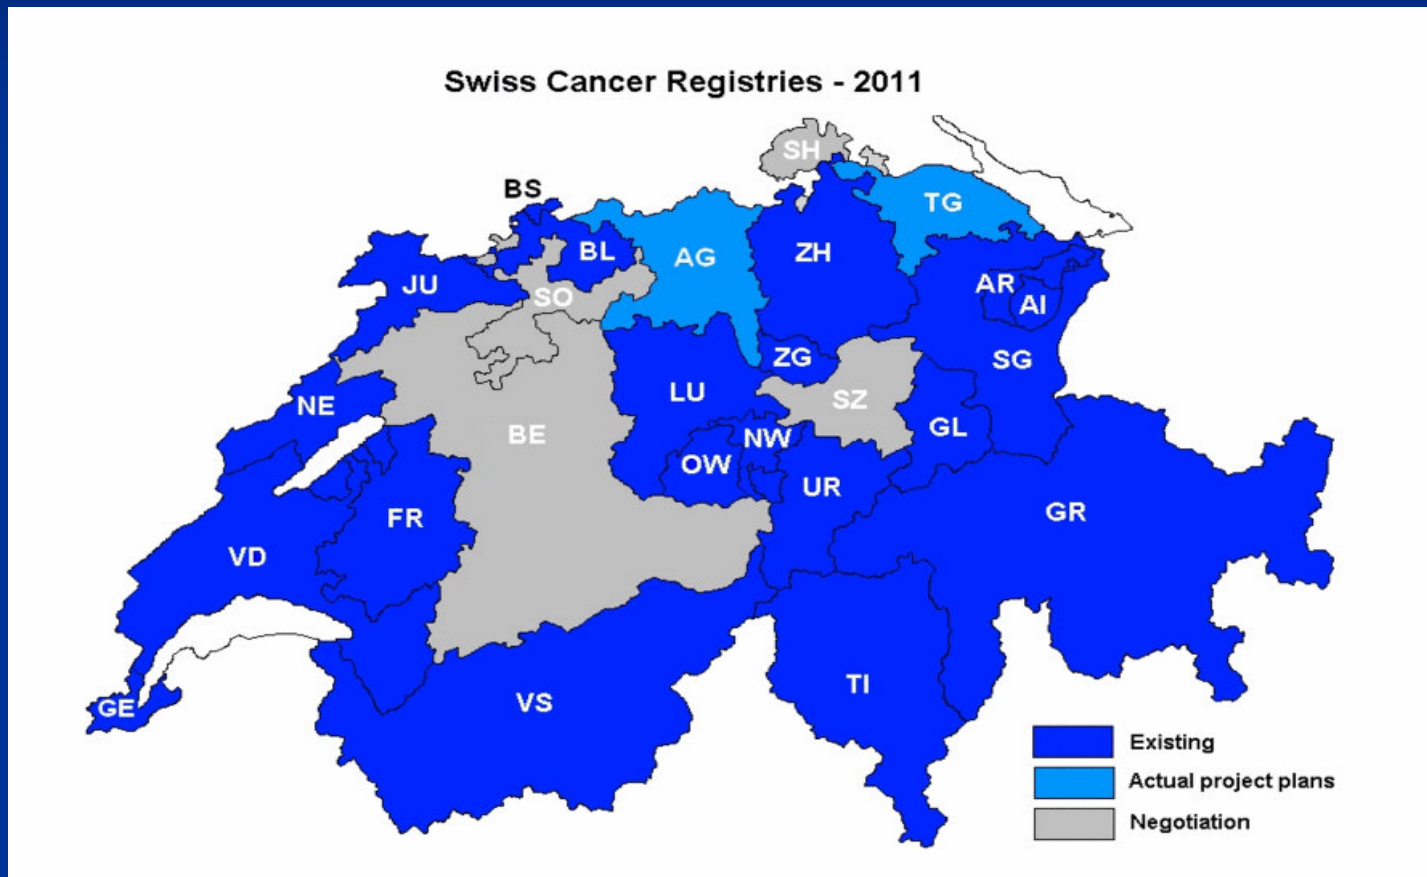 Swiss Cancer Registries - 2011
SH
BS
TG
BL
AG
ZH
JU
AR
SO
AI
ZG
SG
LU
SZ
NE
GL
BE
NW
OW
UR
FR
GR
VD
TI
VS
GE
Existing
Actual project plans
Negotiation